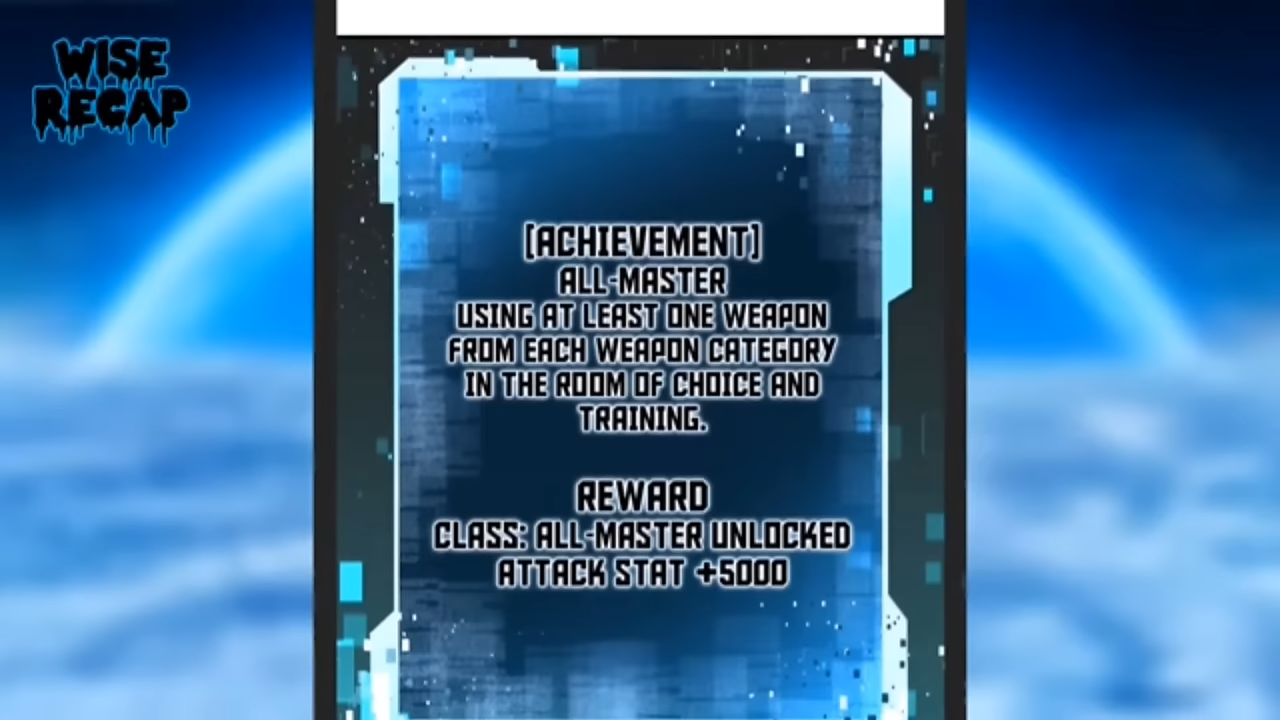 WISE
RECAP
[ACHIEVEMENT]
ALL-MASTER
USING AT LEAST ONE WEAPON
FROM EACH WEAPON CATEGORY
IN THE ROOM OF CHOICE AND
TRAINING.
REWARD
CLASS: ALL-MASTER UNLOCKED
ATTACK STAT +5000